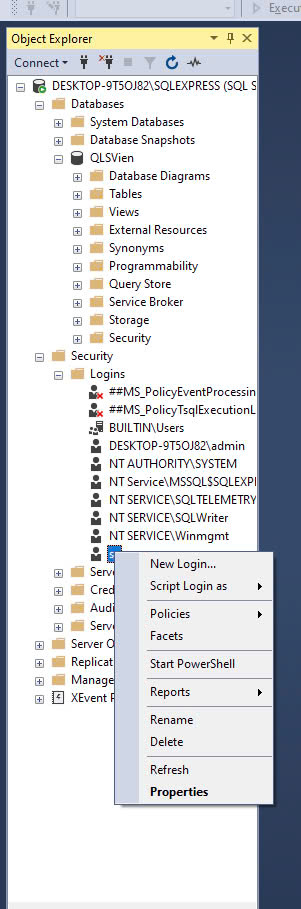 Execu
Object Explorer
Connect
DESKTOP-9T5OJ82\SQLEXPRESS (SQL S
Databases
System Databases
Database Snapshots
QLSVien
Database Diagrams
Tables
Views
External Resources
Synonyms
Programmability
Query Store
Service Broker
Storage
Security
Security
Logins
##MS_PolicyEventProcessin
##MS_PolicyTsqlExecutionL
BUILTIN\Users
DESKTOP-9T5OJ82\admin
NT AUTHORITY\SYSTEM
NT Service\MSSQL$SQLEXPI
NT SERVICE\SQLTELEMETRY
NT SERVICE\SQLWriter
NT SERVICE\Winmgmt
s
New Login...
Serve
Script Login as
Cred
Audi
Policies
Serve
Facets
Server O
Replicat
Start PowerShell
Manage
Reports
XEvent P
Rename
Delete
Refresh
Properties